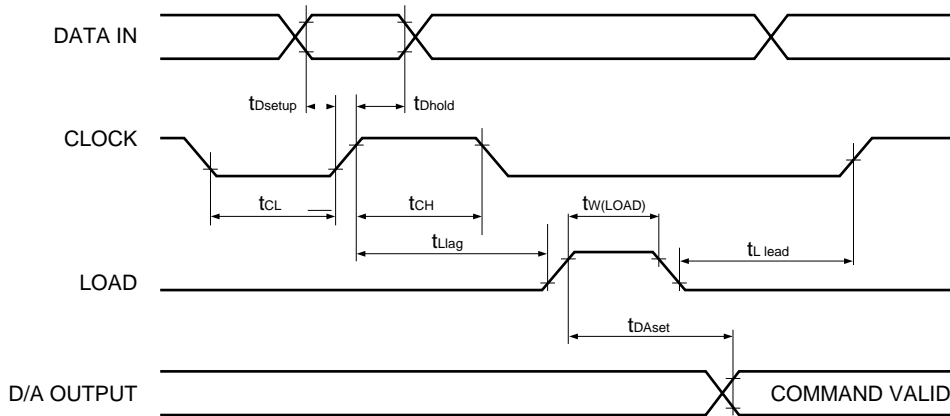 DATA IN
tDsetup tDhold
CLOCK
tCL tCH tW(LOAD)
tLlag tL lead
LOAD
tDAset
D/A OUTPUT COMMAND VALID